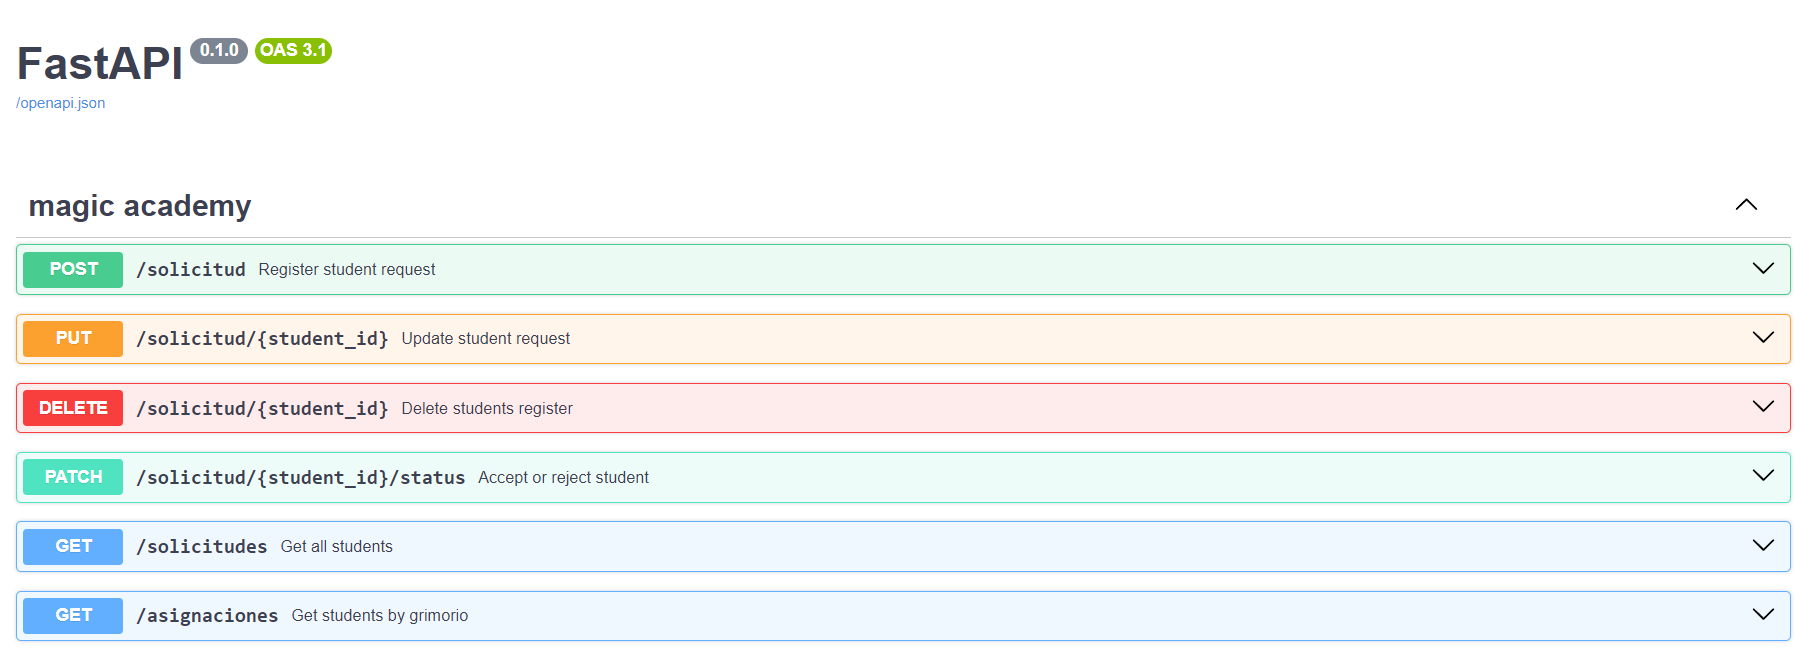 FastAPI 0.1.0 OAS 3.1
/openapi.json
magic academy
POST /solicitud Register student request
PUT /solicitud/{student_id} Update student request
DELETE /solicitud/{student_id} Delete students register
PATCH /solicitud/{student_id}/status Accept or reject student
GET /solicitudes Get all students
GET /asignaciones Get students by grimorio